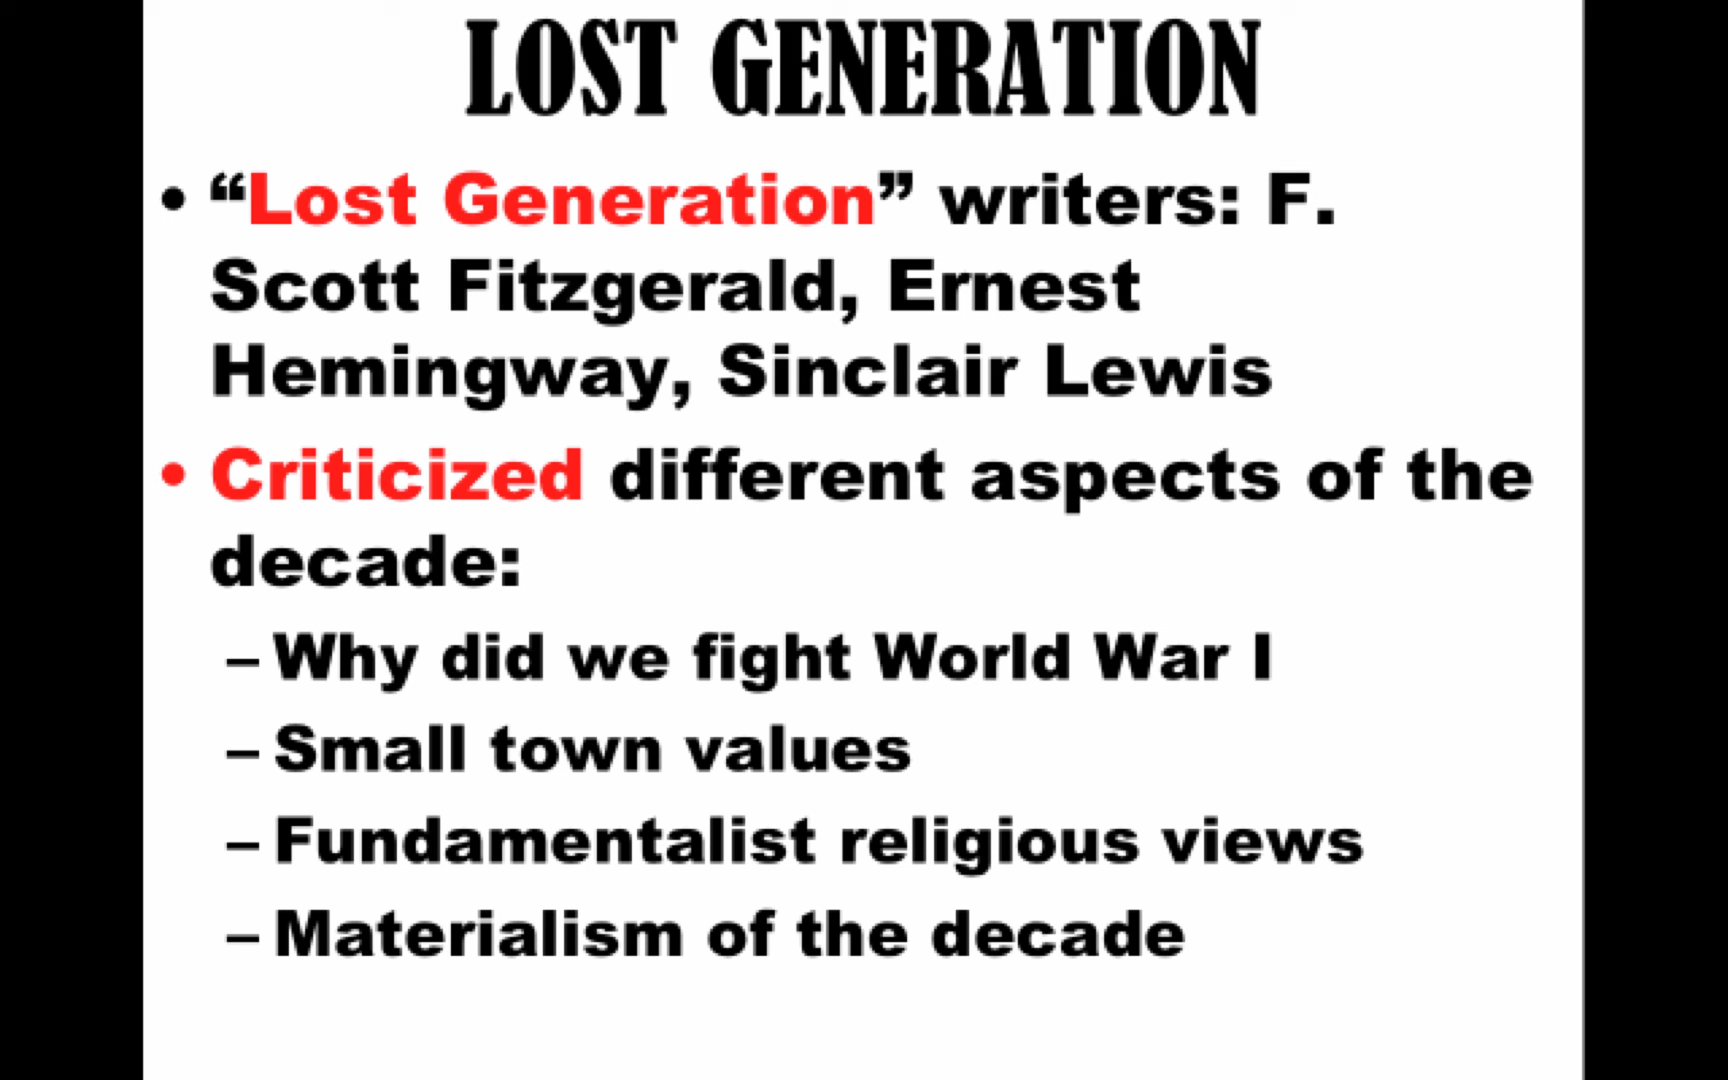 LOST GENERATION
• “Lost Generation” writers: F.
Scott Fitzgerald, Ernest
Hemingway, Sinclair Lewis
• Criticized different aspects of the
decade:
– Why did we fight World War I
– Small town values
– Fundamentalist religious views
– Materialism of the decade